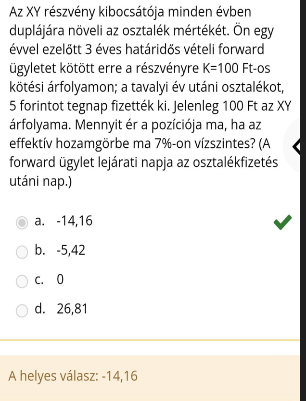 Az XY részvény kibocsátója minden évben
duplájára növeli az osztalék mértékét. Ön egy
évvel ezelőtt 3 éves határidős vételi forward
ügyletet kötött erre a részvényre K=100 Ft-os
kötési árfolyamon; a tavalyi év utáni osztalékot,
5 forintot tegnap fizették ki. Jelenleg 100 Ft az XY
árfolyama. Mennyit ér a pozíciója ma, ha az
effektív hozamgörbe ma 7%-on vízszintes? (A
forward ügylet lejárati napja az osztalékfizetés
utáni nap.)
a. -14,16
b. -5,42
c. 0
d. 26,81
A helyes válasz: -14,16